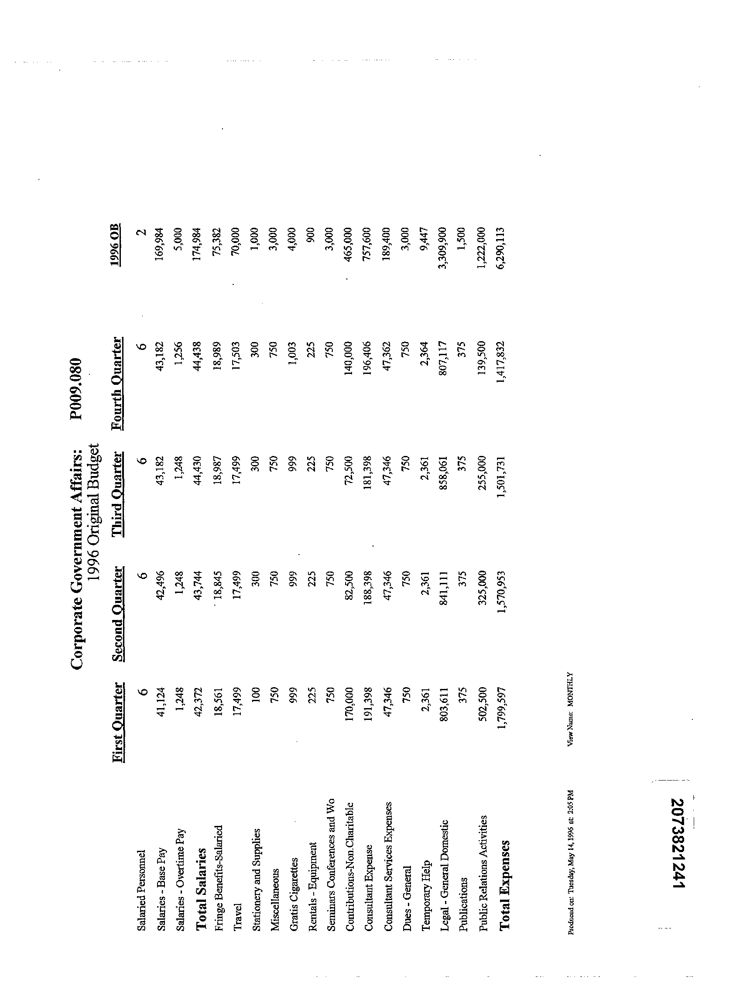 Corporate Government Affairs: P009.080
1996 Original Budget
First Quarter Second Quarter Third Quarter Fourth Quarter 1996 OB
Salaried Personnel 6 6 6 6 2
Salaries - Base Pay 41,124 42,496 43,182 43,182 169,984
Salaries - Overtime Pay 1,248 1,248 1,248 1,256 5,000
Total Salaries 42,372 43,744 44,430 44,438 174,984
Fringe Benefits-Salaried 18,561 18,845 18,987 18,989 75,382
Travel 17,499 17,499 17,499 17,503 70,000
Stationery and Supplies 100 300 300 300 1,000
Miscellaneous 750 750 750 750 3,000
Gratis Cigarettes 999 999 999 1,003 4,000
Rentals - Equipment 225 225 225 225 900
Seminars Conferences and Wo 750 750 750 750 3,000
Contributions-Non Charitable 170,000 82,500 72,500 140,000 465,000
Consultant Expense 191,398 188,398 181,398 196,406 757,600
Consultant Services Expenses 47,346 47,346 47,346 47,362 189,400
Dues - General 750 750 750 750 3,000
Temporary Help 2,361 2,361 2,361 2,364 9,447
Legal - General Domestic 803,611 841,111 858,061 807,117 3,309,900
Publications 375 375 375 375 1,500
Public Relations Activities 502,500 325,000 255,000 139,500 1,222,000
Total Expenses 1,799,597 1,570,953 1,501,731 1,417,832 6,290,113
Produced on: Tuesday, May 14, 1996 at: 2:05 PM View Name: MONTHLY
2073821241